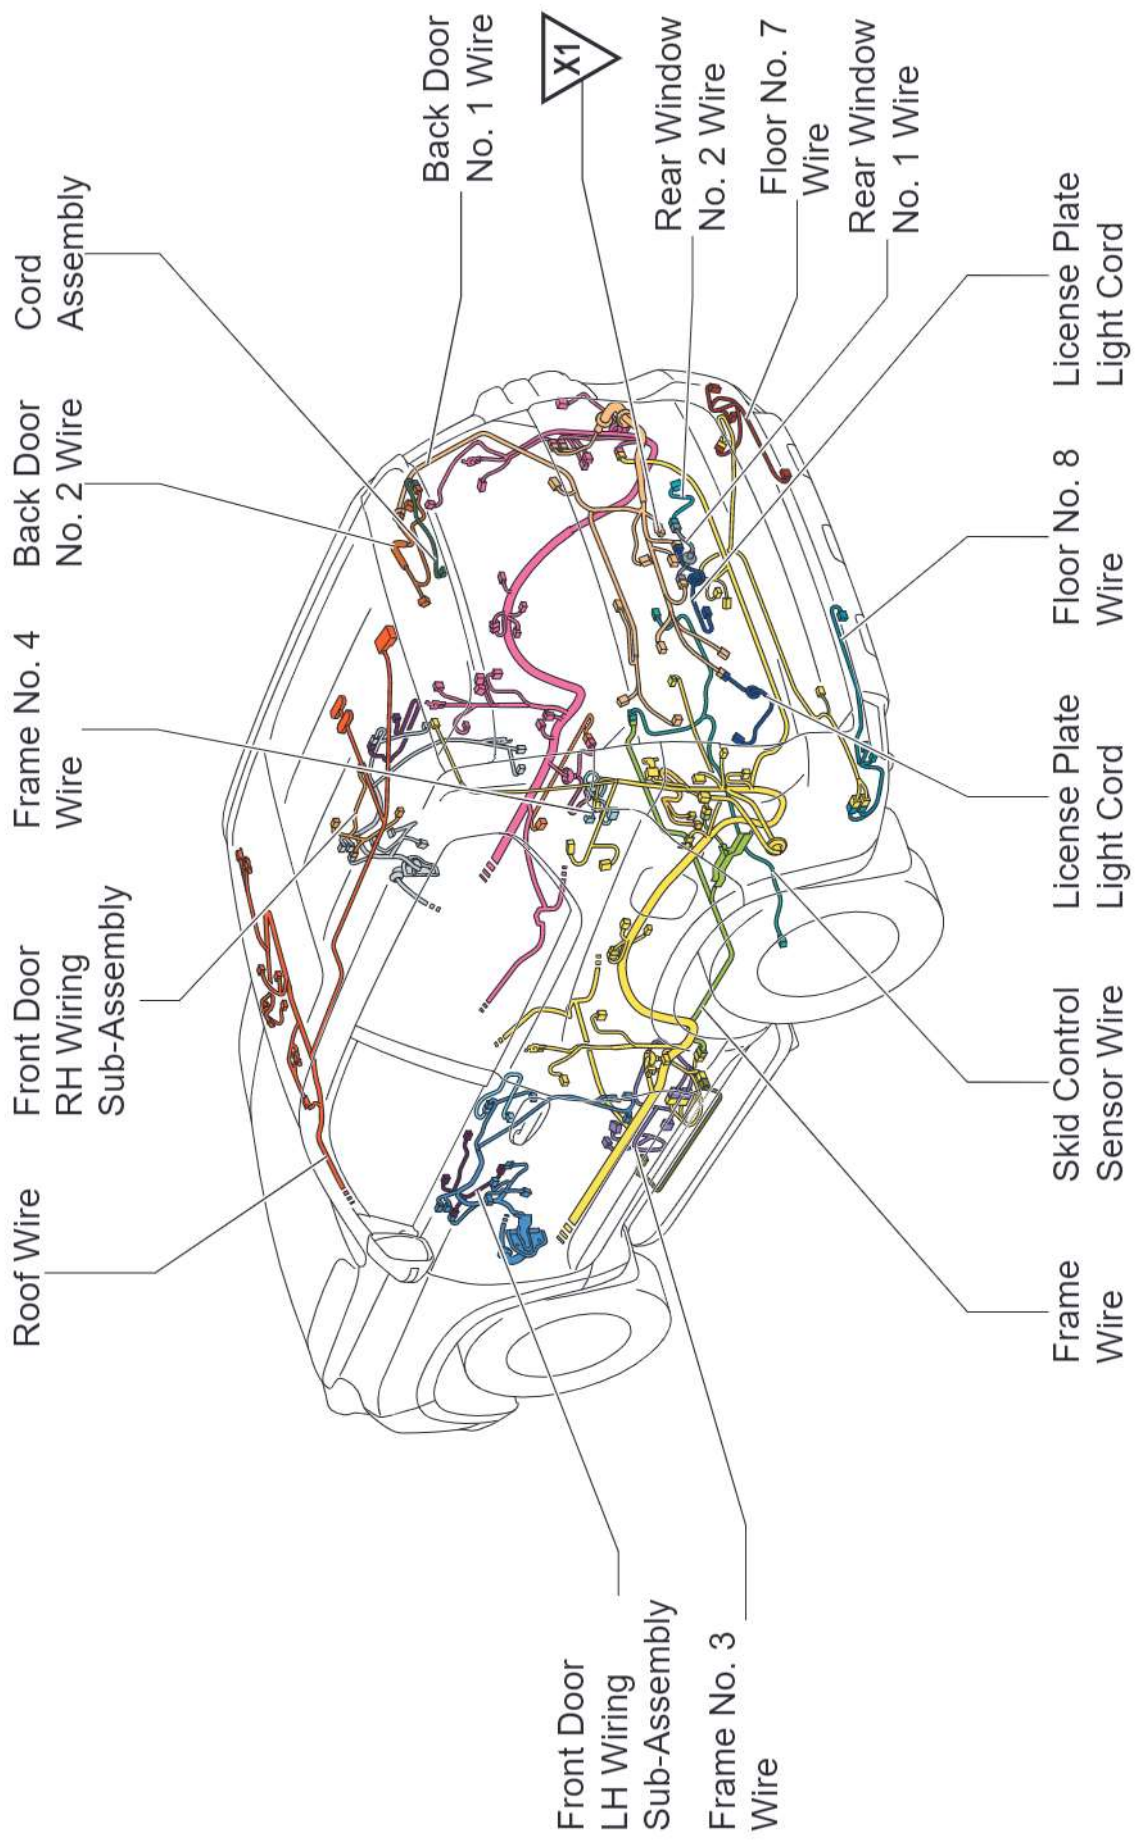 Roof Wire
Front Door
RH Wiring
Sub-Assembly
Frame No. 4
Wire
Back Door
No. 2 Wire
Cord
Assembly
Back Door
No. 1 Wire
X1
Rear Window
No. 2 Wire
Floor No. 7
Wire
Rear Window
No. 1 Wire
Front Door
LH Wiring
Sub-Assembly
Frame No. 3
Wire
Frame
Wire
Skid Control
Sensor Wire
License Plate
Light Cord
Floor No. 8
Wire
License Plate
Light Cord